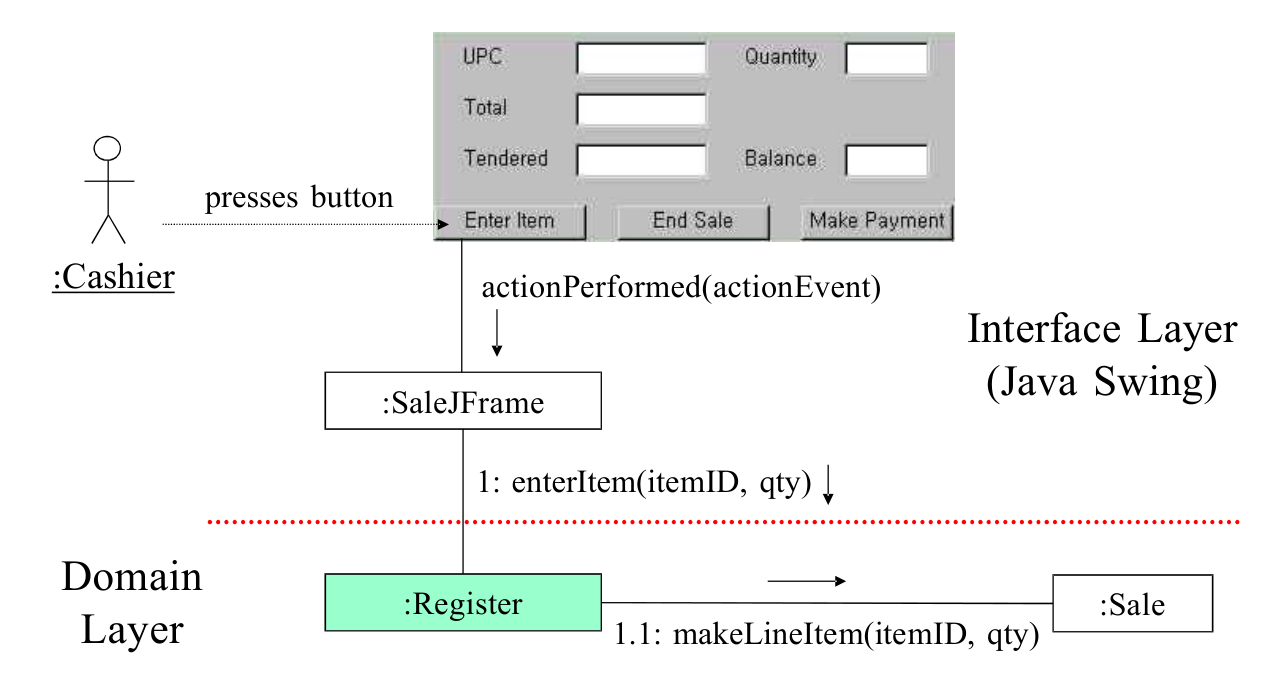 UPC
Quantity
Total
Tendered
Balance
presses button
Enter Item
End Sale
Make Payment
:Cashier
actionPerformed(actionEvent)
Interface Layer
(Java Swing)
:SaleJFrame
1: enterItem(itemID, qty)
Domain
Layer
:Register
:Sale
1.1: makeLineItem(itemID, qty)